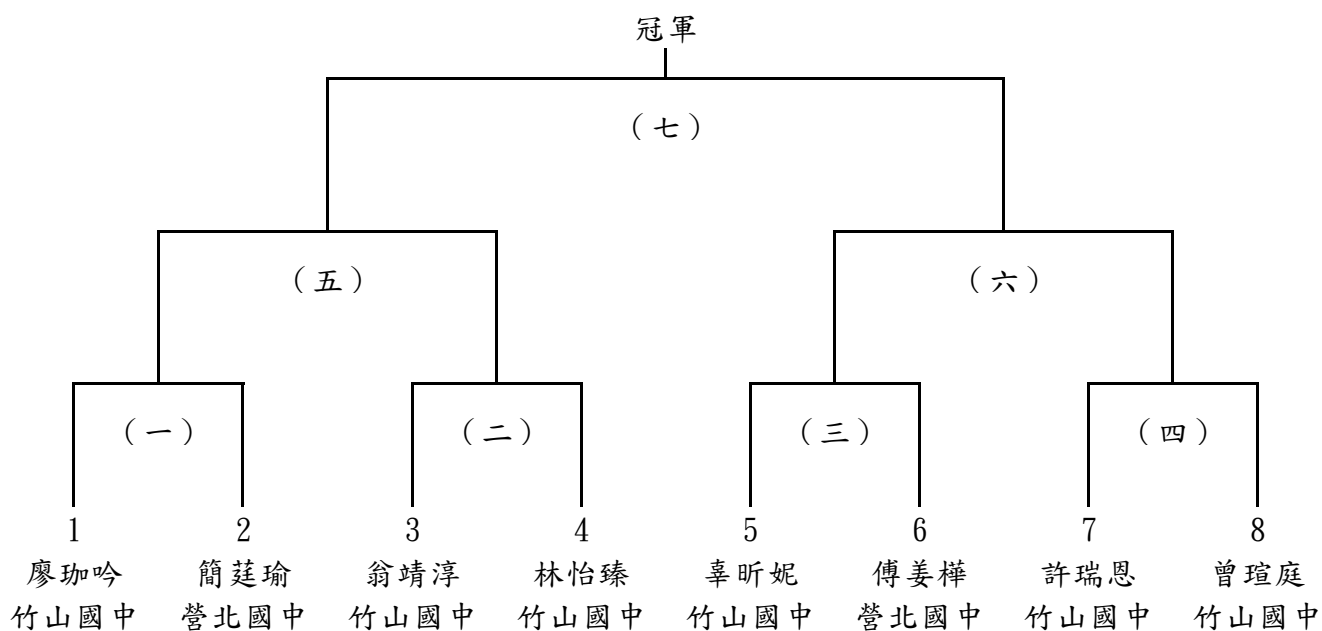 冠軍
（七）
（五） （六）
（一） （二） （三） （四）
1 2 3 4 5 6 7 8
廖珈吟 簡莛瑜 翁靖淳 林怡臻 辜昕妮 傅姜樺 許瑞恩 曾瑄庭
竹山國中 營北國中 竹山國中 竹山國中 竹山國中 營北國中 竹山國中 竹山國中